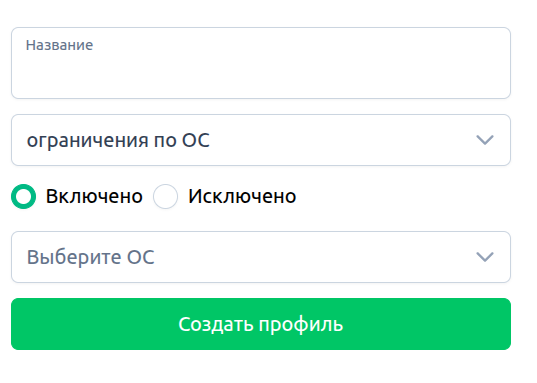 Название
ограничения по ОС
Включено Исключено
Выберите ОС
Создать профиль